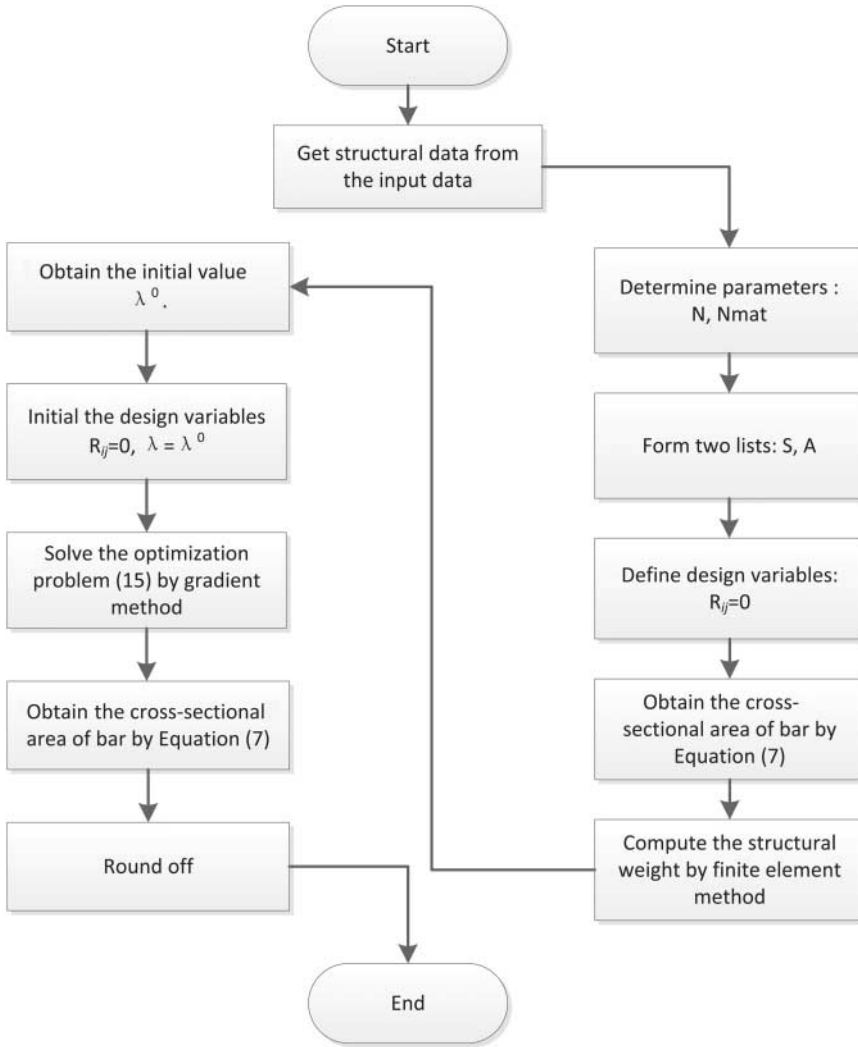 Start
Get structural data from
the input data
Determine parameters :
N, Nmat
Form two lists: S, A
Define design variables:
Rij=0
Obtain the cross-
sectional area of bar by
Equation (7)
Compute the structural
weight by finite element
method
Obtain the initial value
λ⁰.
Initial the design variables
Rij=0, λ = λ⁰
Solve the optimization
problem (15) by gradient
method
Obtain the cross-sectional
area of bar by Equation (7)
Round off
End